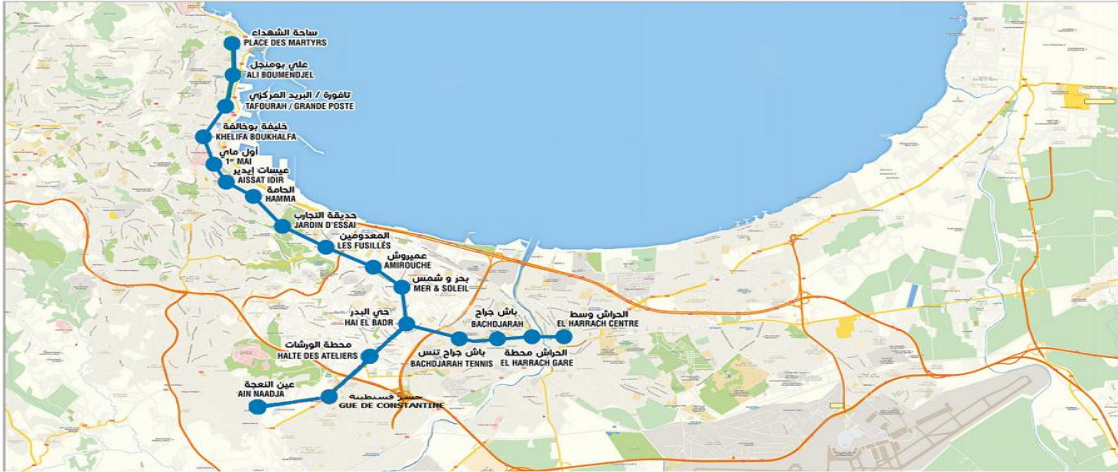 ساحة الشهداء
PLACE DES MARTYRS
علي بومنجل
ALI BOUMENDJEL
تافورة / البريد المركزي
TAFOURAH / GRANDE POSTE
خليفة بوخالفة
KHELIFA BOUKHALFA
أول ماي
1er MAI
عيسات إيدير
AISSAT IDIR
الحامة
HAMMA
حديقة التجارب
JARDIN D'ESSAI
المعدومين
LES FUSILLÉS
عميروش
AMIROUCHE
بحر و شمس
MER & SOLEIL
حي البدر
HAI EL BADR
باش جراح
BACHDJARAH
الحراش وسط
EL HARRACH CENTRE
محطة الورشات
HALTE DES ATELIERS
باش جراح تنس
BACHDJARAH TENNIS
الحراش محطة
EL HARRACH GARE
عين النعجة
AIN NAADJA
جسر قسنطينة
GUE DE CONSTANTINE